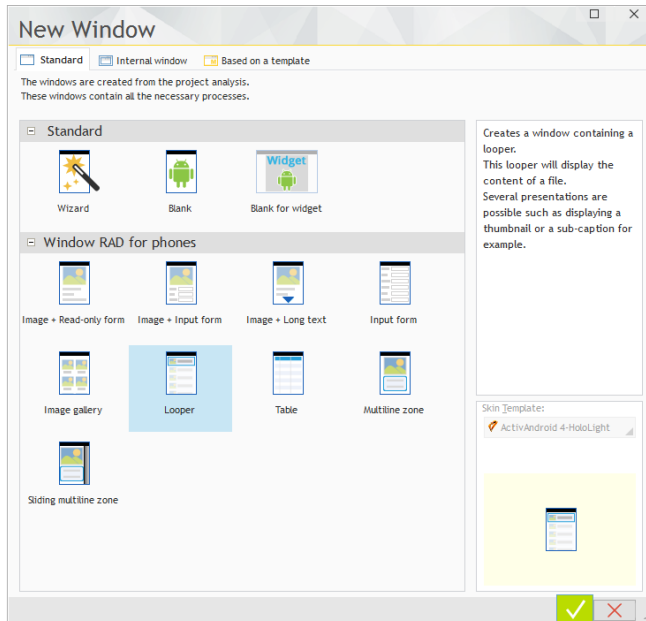 New Window
Standard
Internal window
Based on a template
The windows are created from the project analysis.
These windows contain all the necessary processes.
Standard
Widget
Wizard
Blank
Blank for widget
Window RAD for phones
Image + Read-only form
Image + Input form
Image + Long text
Input form
Image gallery
Looper
Table
Multiline zone
Sliding multiline zone
Creates a window containing a
looper.
This looper will display the
content of a file.
Several presentations are
possible such as displaying a
thumbnail or a sub-caption for
example.
Skin Template:
ActivAndroid 4-HoloLight